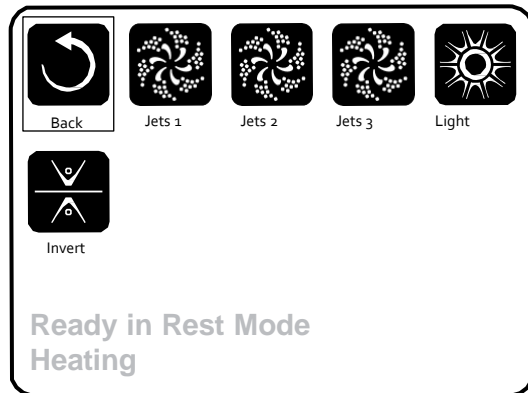 Back Jets 1 Jets 2 Jets 3 Light
Invert
Ready in Rest Mode
Heating